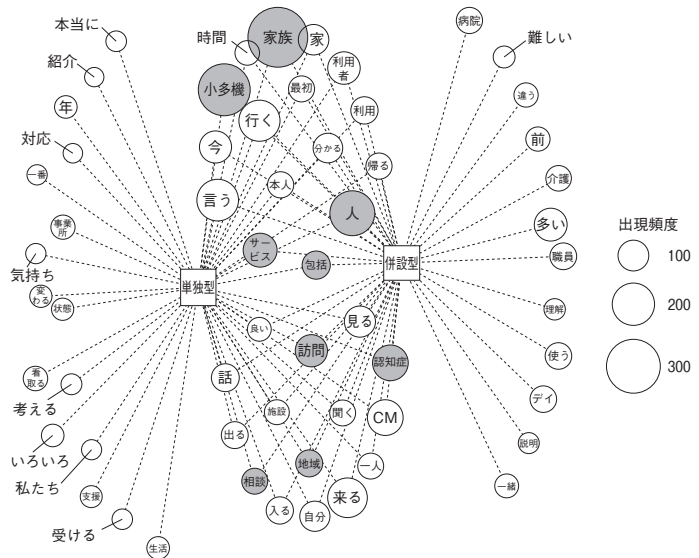 本当に
紹介
年
対応
一番
事業
所
気持ち
変
わる
状態
看
取る
考える
いろいろ
私たち
支援
受ける
生活
単独型
時間
家族
家
利用
者
小多機
最初
行く
利用
今
分かる
帰る
本人
言う
人
サー
ビス
包括
見る
良い
訪問
認知症
話
施設
聞く
CM
出る
地域
一人
相談
来る
入る
自分
併設型
病院
難しい
違う
前
介護
多い
職員
理解
使う
デイ
説明
一緒
出現頻度
100
200
300